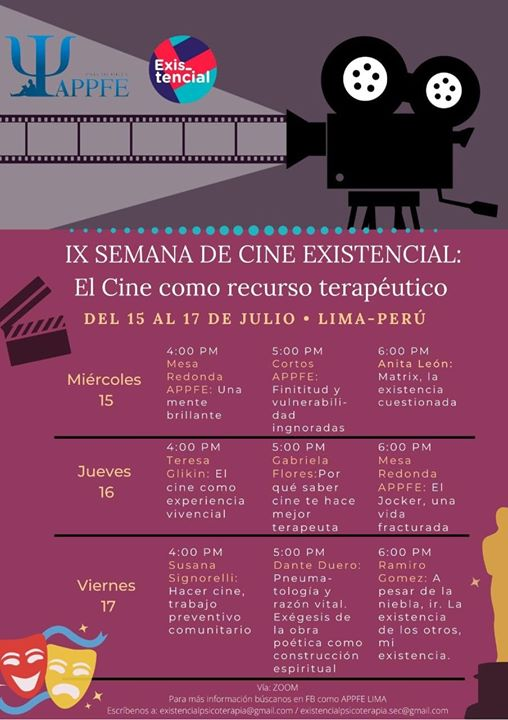 APPFE
Exis_
tencial
IX SEMANA DE CINE EXISTENCIAL:
El Cine como recurso terapéutico
DEL 15 AL 17 DE JULIO • LIMA-PERÚ
Miércoles
15
4:00 PM
Mesa
Redonda
APPFE: Una
mente
brillante
5:00 PM
Cortos
APPFE:
Finititud y
vulnerabili-
dad
ingnoradas
6:00 PM
Anita León:
Matrix, la
existencia
cuestionada
Jueves
16
4:00 PM
Teresa
Glikin: El
cine como
experiencia
vivencial
5:00 PM
Gabriela
Flores:Por
qué saber
cine te hace
mejor
terapeuta
6:00 PM
Mesa
Redonda
APPFE: El
Jocker, una
vida
fracturada
Viernes
17
4:00 PM
Susana
Signorelli:
Hacer cine,
trabajo
preventivo
comunitario
5:00 PM
Dante Duero:
Pneuma-
tología y
razón vital.
Exégesis de
la obra
poética como
construcción
espiritual
6:00 PM
Ramiro
Gomez: A
pesar de la
niebla, ir. La
existencia
de los otros,
mi
existencia.
Vía: ZOOM
Para más información búscanos en FB como APPFE LIMA
Escríbenos a: existencialpsicoterapia@gmail.com / existencialpsicoterapia.sec@gmail.com